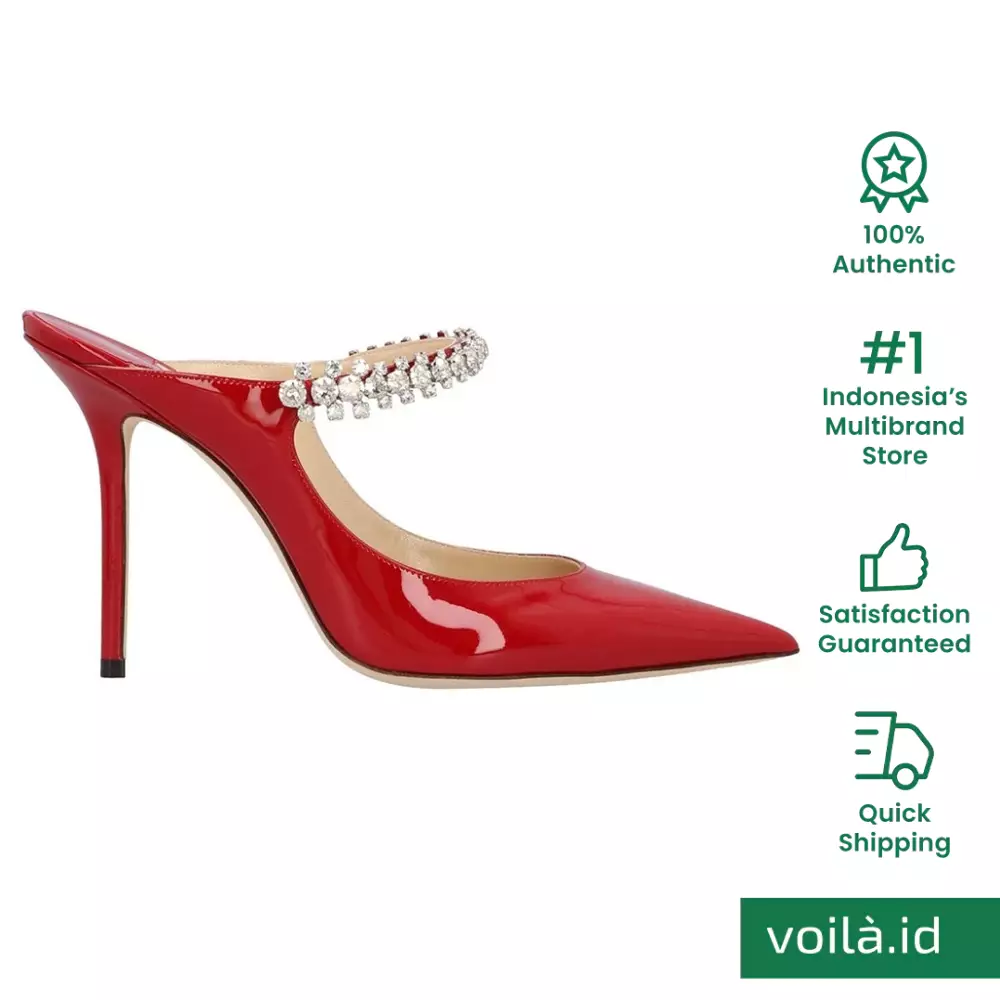 100%
Authentic
#1
Indonesia's
Multibrand
Store
Satisfaction
Guaranteed
Quick
Shipping
voilà.id